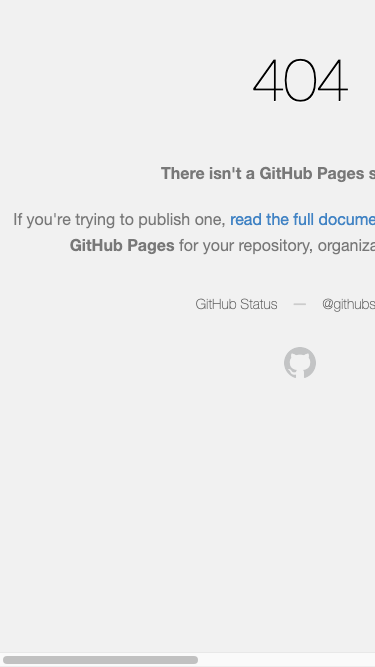 404
There isn't a GitHub Pages s
If you're trying to publish one, read the full docume
GitHub Pages for your repository, organiza
GitHub Status — @githubs